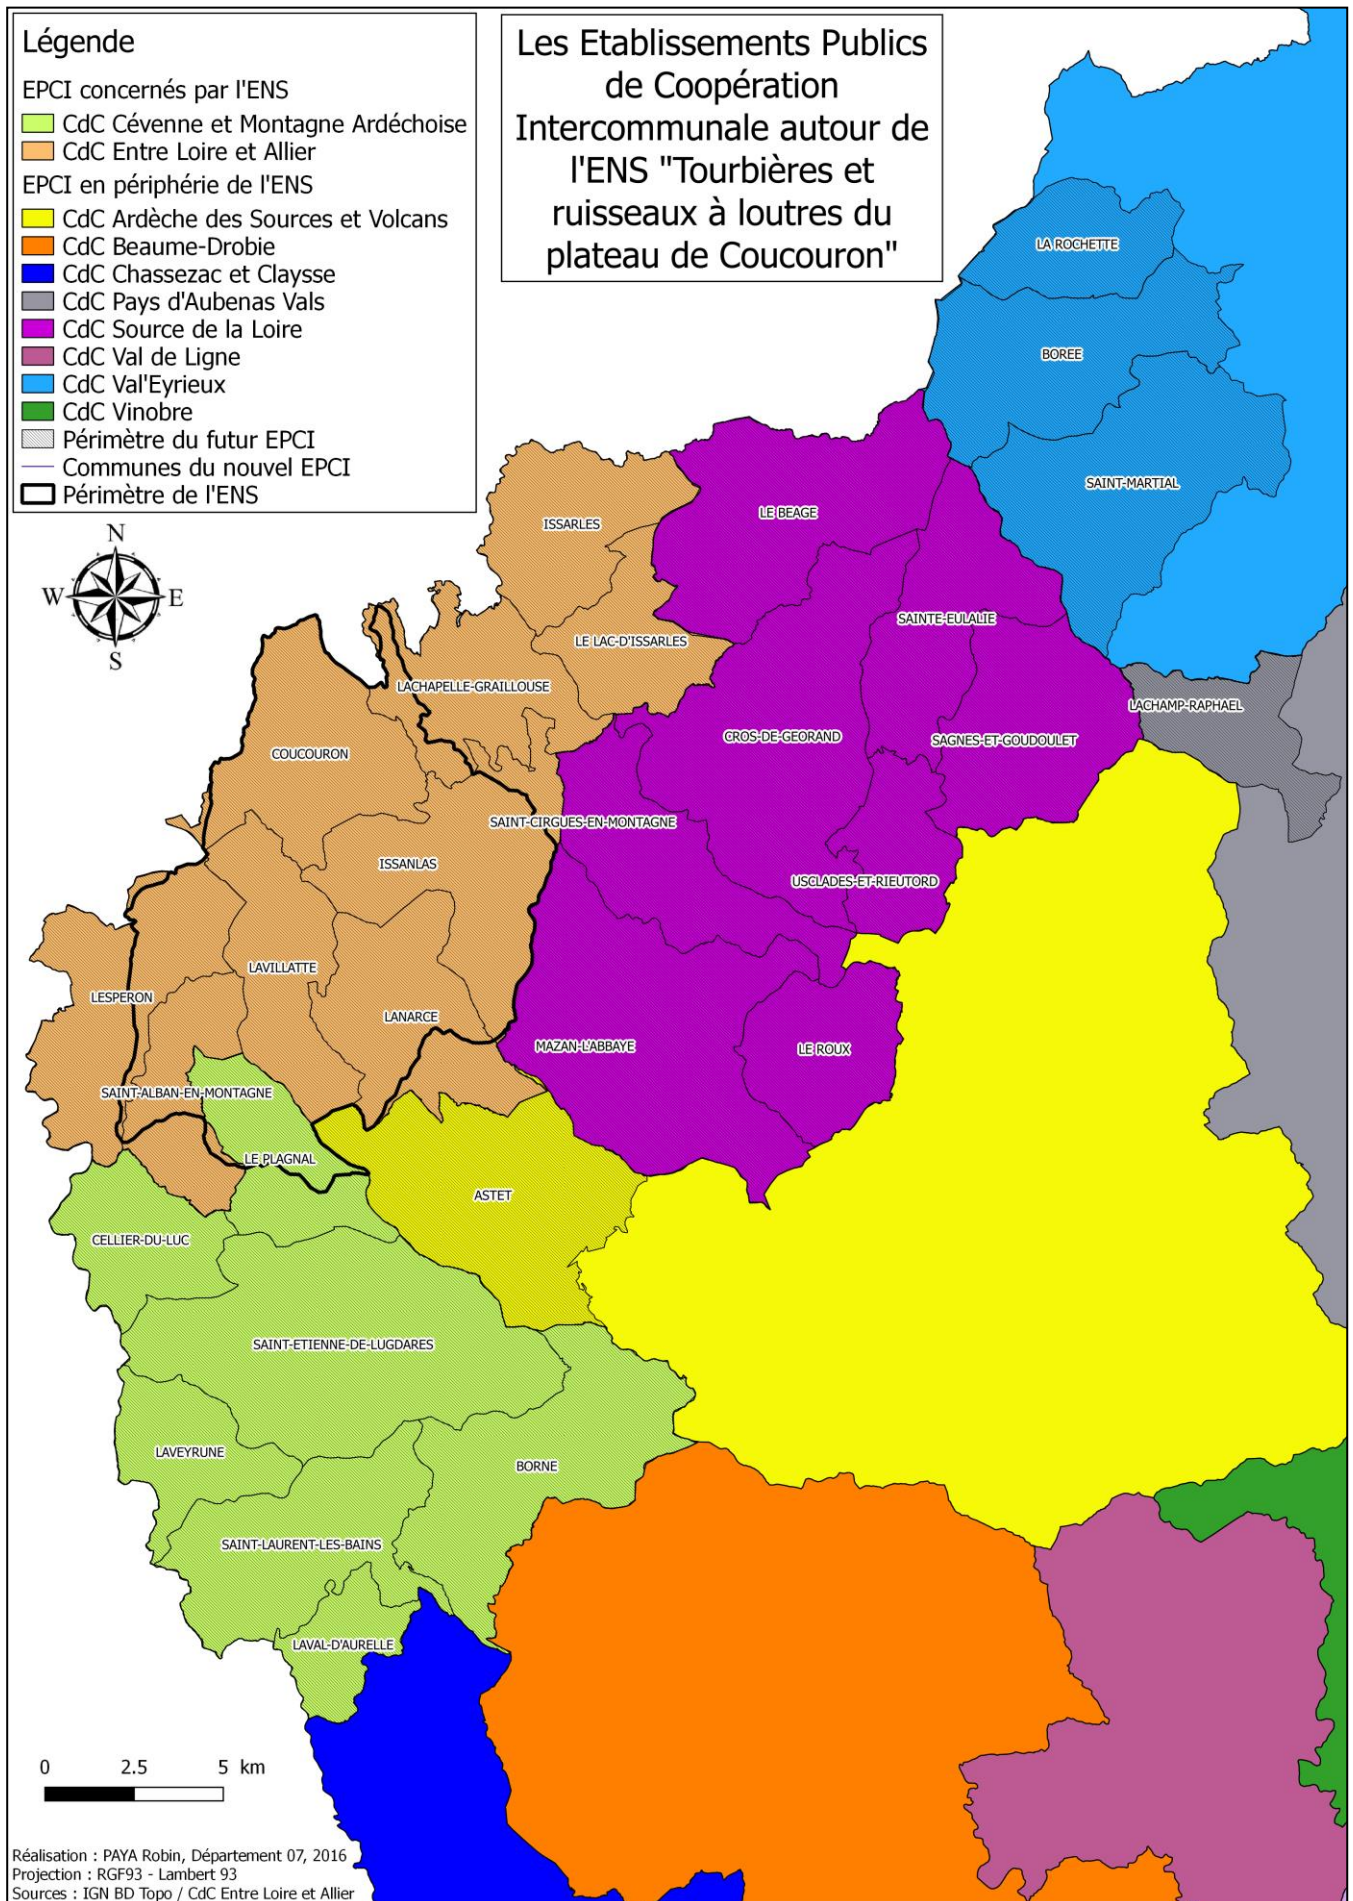 Légende
EPCI concernés par l'ENS
CdC Cévenne et Montagne Ardéchoise
CdC Entre Loire et Allier
EPCI en périphérie de l'ENS
CdC Ardèche des Sources et Volcans
CdC Beaume-Drobie
CdC Chassezac et Claysse
CdC Pays d'Aubenas Vals
CdC Source de la Loire
CdC Val de Ligne
CdC Val'Eyrieux
CdC Vinobre
Périmètre du futur EPCI
Communes du nouvel EPCI
Périmètre de l'ENS
Les Etablissements Publics
de Coopération
Intercommunale autour de
l'ENS "Tourbières et
ruisseaux à loutres du
plateau de Coucouron"
N
W
E
S
LA ROCHETTE
BOREE
SAINT-MARTIAL
LE BEAGE
ISSARLES
SAINTE-EULALIE
LE LAC-D'ISSARLES
LACHAPELLE-GRAILLOUSE
LACHAMP-RAPHAEL
CROS-DE-GEORAND
SAGNES-ET-GOUDOULET
COUCOURON
SAINT-CIRGUES-EN-MONTAGNE
ISSANLAS
USCLADES-ET-RIEUTORD
LAVILLATTE
LESPERON
LANARCE
MAZAN-L'ABBAYE
LE ROUX
SAINT-ALBAN-EN-MONTAGNE
LE PLAGNAL
ASTET
CELLIER-DU-LUC
SAINT-ETIENNE-DE-LUGDARES
LAVEYRUNE
BORNE
SAINT-LAURENT-LES-BAINS
LAVAL-D'AURELLE
0 2.5 5 km
Réalisation : PAYA Robin, Département 07, 2016
Projection : RGF93 - Lambert 93
Sources : IGN BD Topo / CdC Entre Loire et Allier